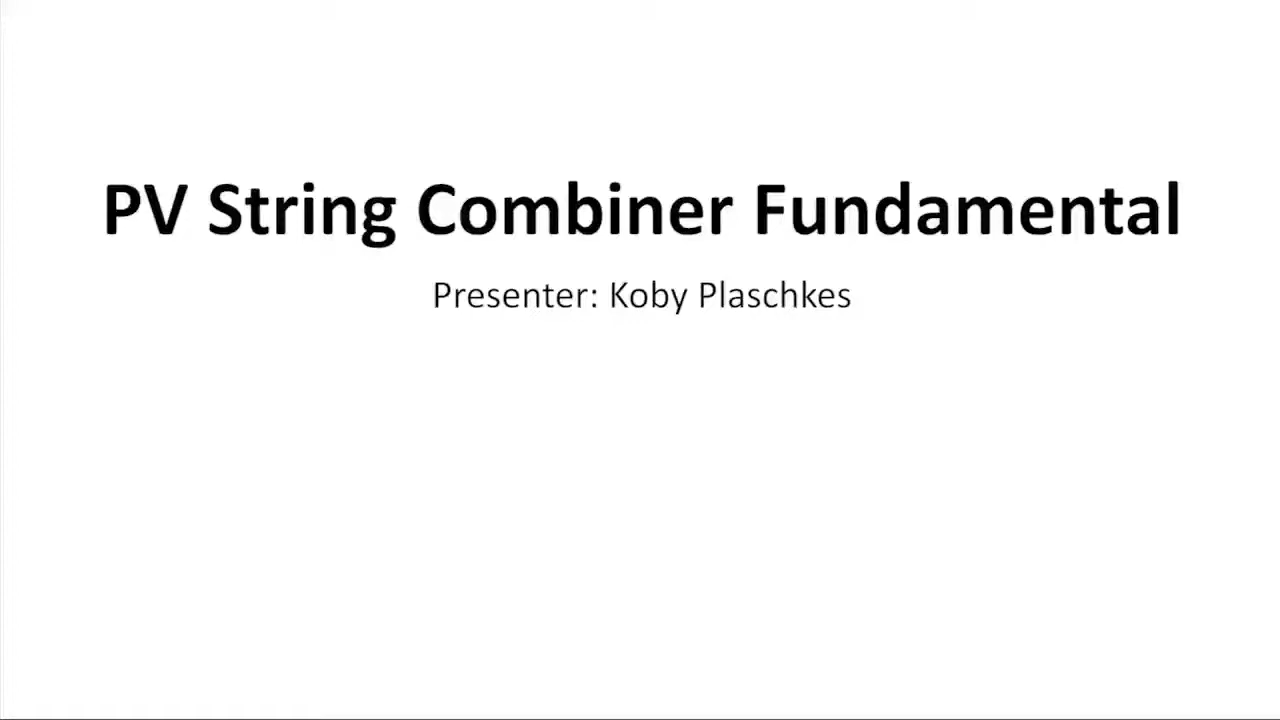 PV String Combiner Fundamental
Presenter: Koby Plaschkes